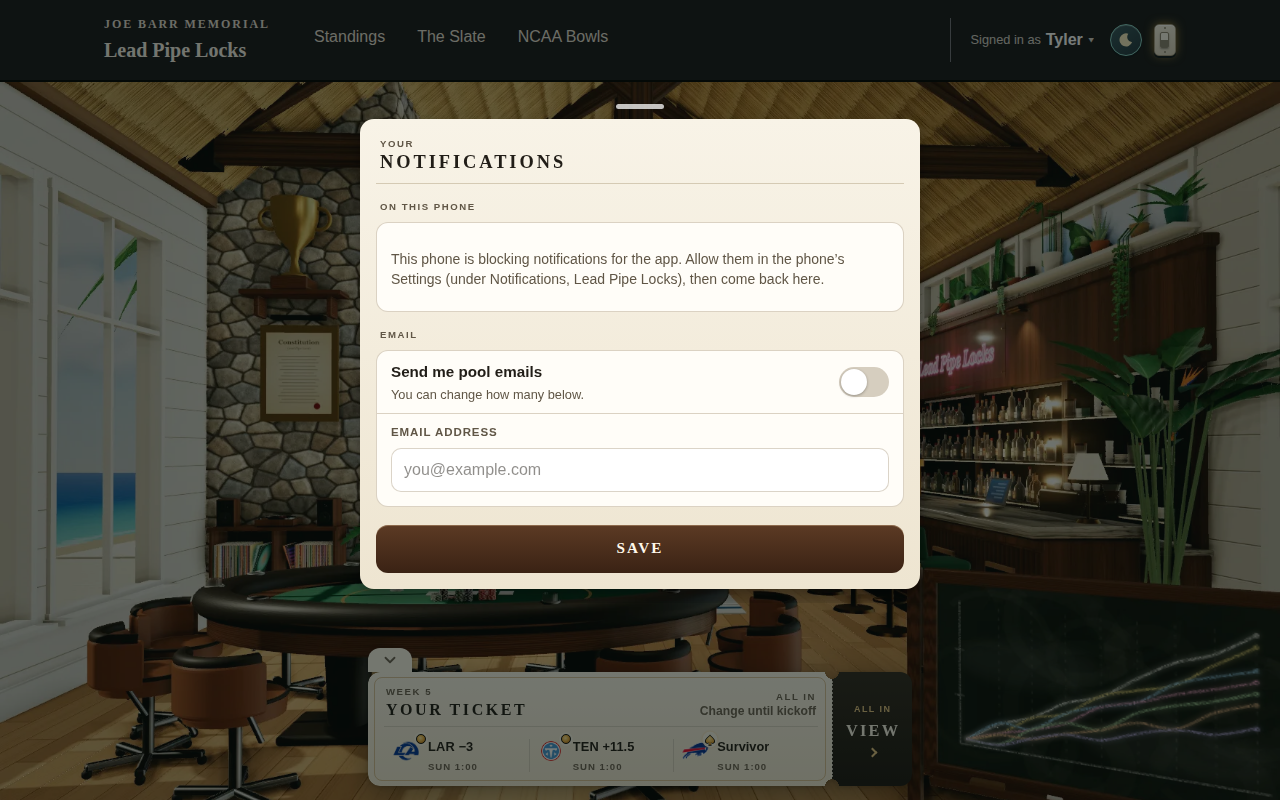 JOE BARR MEMORIAL
Lead Pipe Locks
Standings
The Slate
NCAA Bowls
Signed in as Tyler
YOUR
NOTIFICATIONS
ON THIS PHONE
This phone is blocking notifications for the app. Allow them in the phone's
Settings (under Notifications, Lead Pipe Locks), then come back here.
EMAIL
Send me pool emails
You can change how many below.
EMAIL ADDRESS
you@example.com
SAVE
Constitution
Lead Pipe Locks
WEEK 5
YOUR TICKET
ALL IN
Change until kickoff
LAR −3
SUN 1:00
TEN +11.5
SUN 1:00
Survivor
SUN 1:00
ALL IN
VIEW